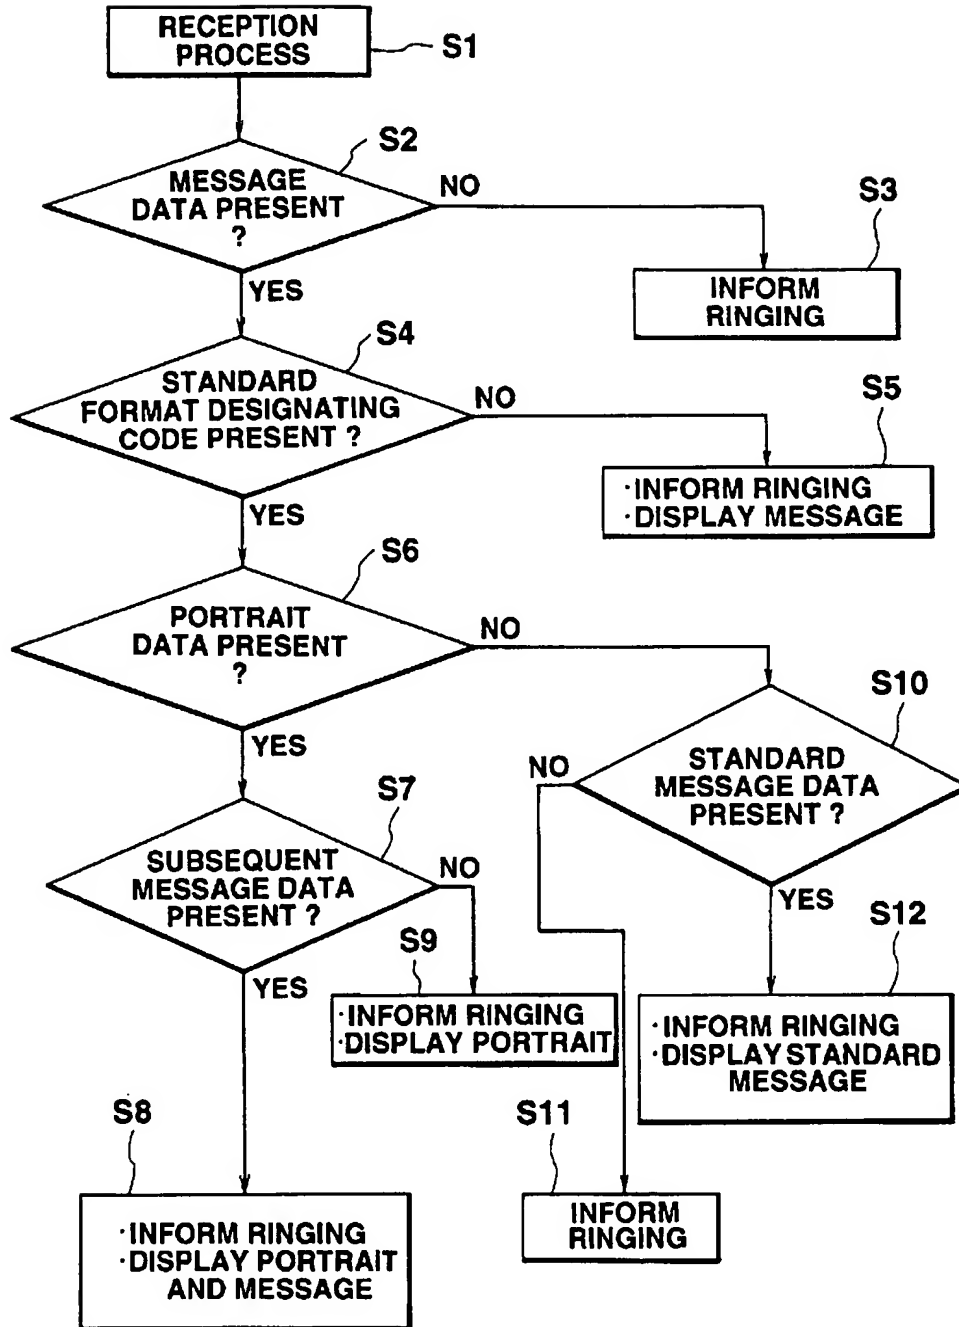 RECEPTION
PROCESS
S1
S2
MESSAGE
DATA PRESENT
?
NO
S3
INFORM
RINGING
YES
S4
STANDARD
FORMAT DESIGNATING
CODE PRESENT ?
NO
S5
·INFORM RINGING
·DISPLAY MESSAGE
YES
S6
PORTRAIT
DATA PRESENT
?
NO
S10
STANDARD
MESSAGE DATA
PRESENT ?
NO
YES
S7
SUBSEQUENT
MESSAGE DATA
PRESENT ?
NO
YES
S12
·INFORM RINGING
·DISPLAY STANDARD
MESSAGE
S9
·INFORM RINGING
·DISPLAY PORTRAIT
YES
S8
·INFORM RINGING
·DISPLAY PORTRAIT
AND MESSAGE
S11
INFORM
RINGING